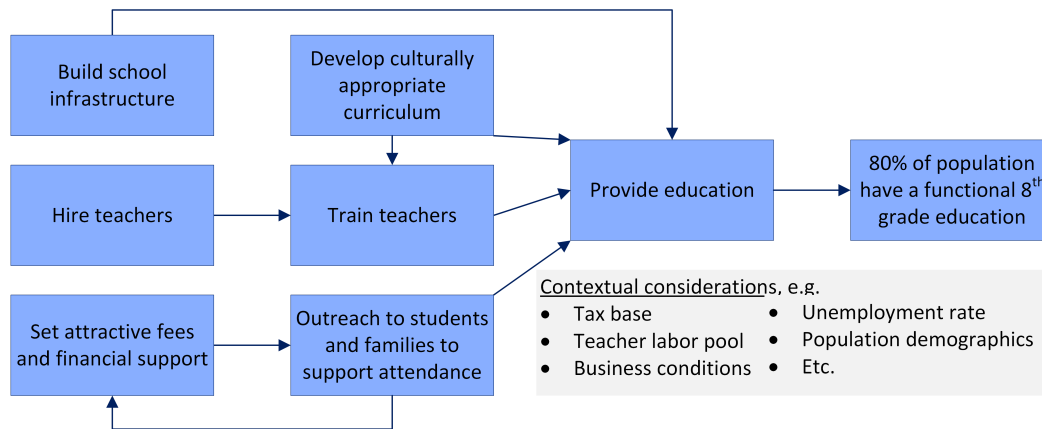 Build school
infrastructure
Develop culturally
appropriate
curriculum
Hire teachers
Train teachers
Provide education
80% of population
have a functional 8th
grade education
Set attractive fees
and financial support
Outreach to students
and families to
support attendance
Contextual considerations, e.g.
• Tax base
• Teacher labor pool
• Business conditions
• Unemployment rate
• Population demographics
• Etc.